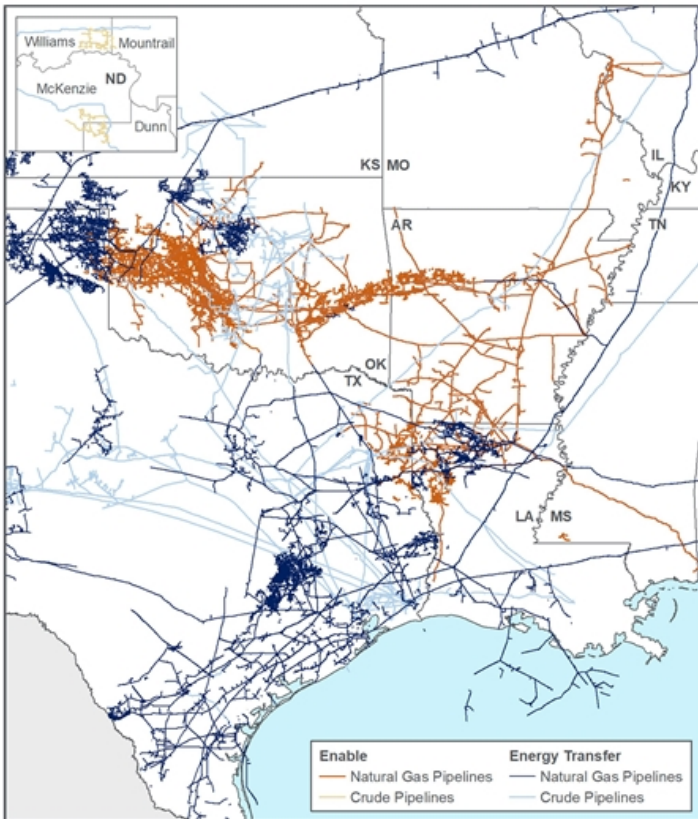 Williams Mountrail
ND
McKenzie
Dunn
KS MO
IL
KY
TN
AR
OK
TX
LA MS
Enable Energy Transfer
Natural Gas Pipelines Natural Gas Pipelines
Crude Pipelines Crude Pipelines